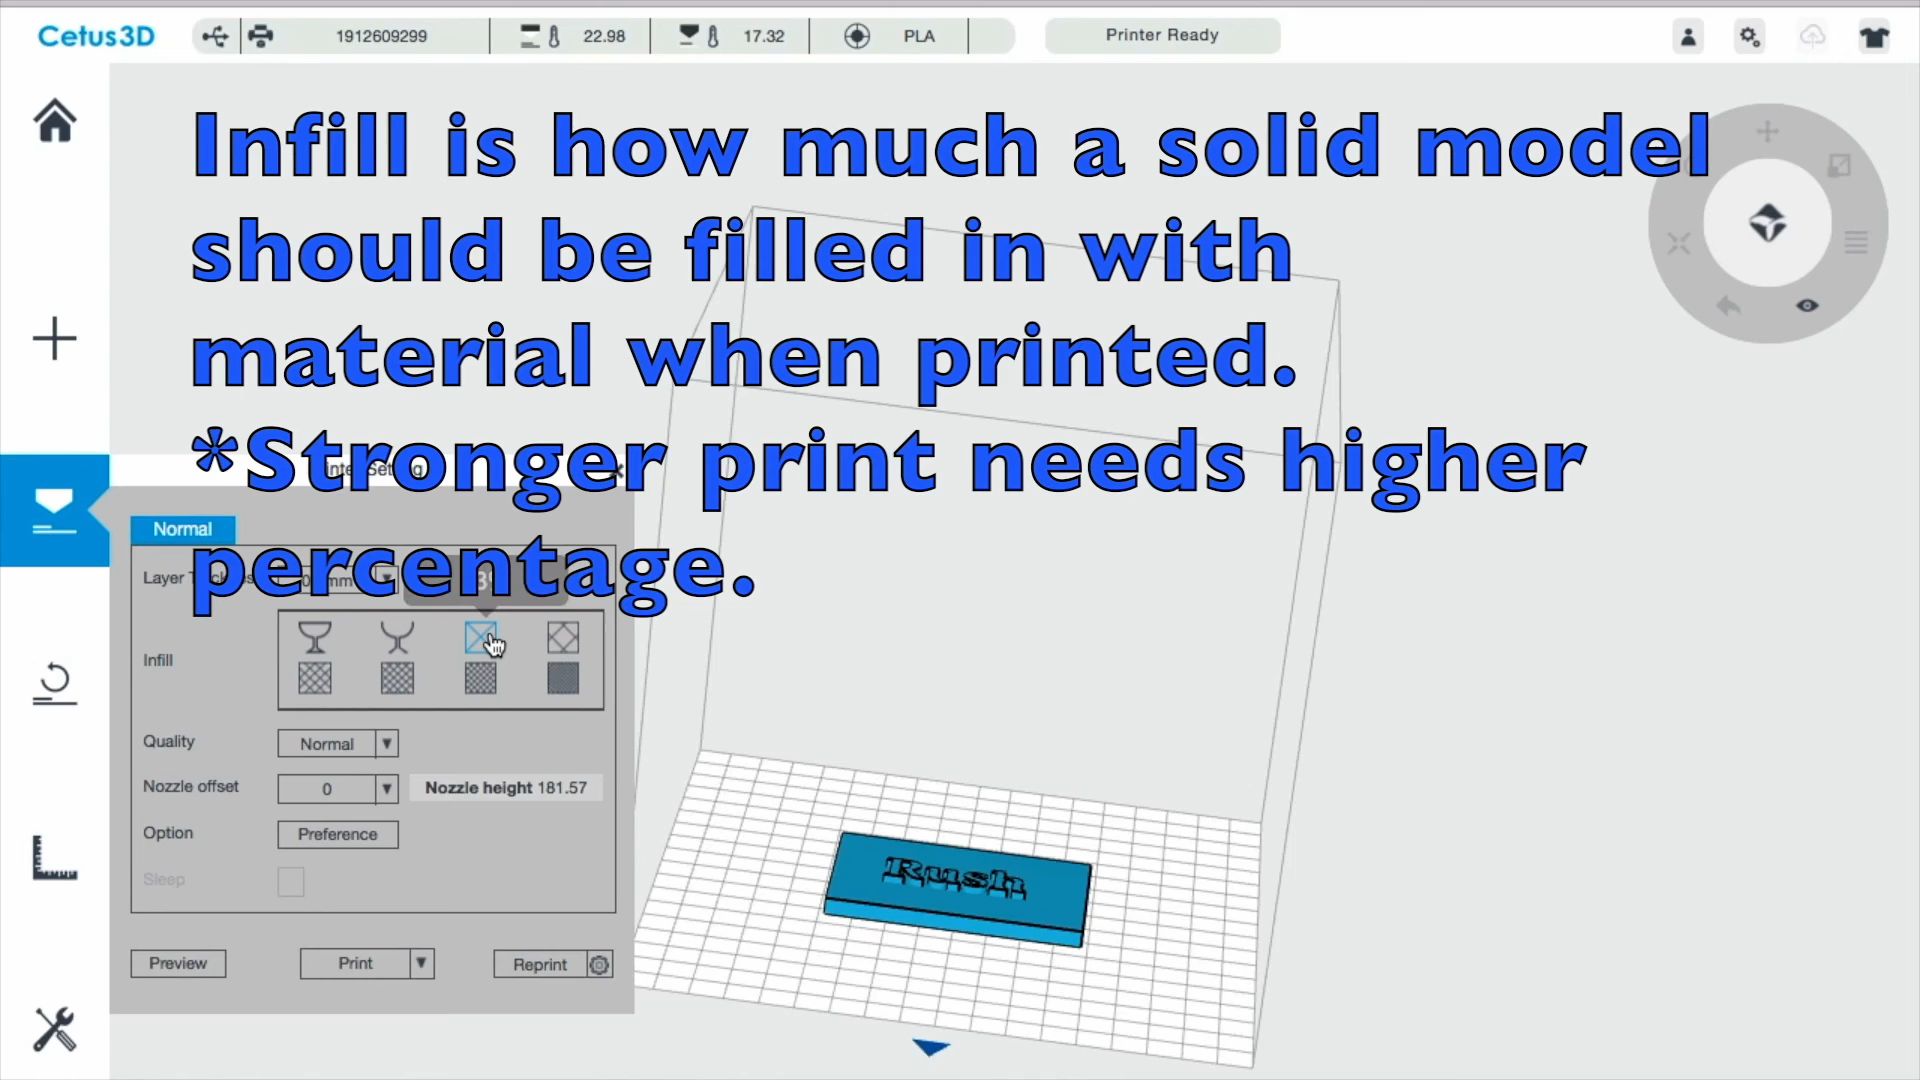 Cetus3D
1912609299
22.98
17.32
PLA
Printer Ready
Infill is how much a solid model
should be filled in with
material when printed.
*Stronger print needs higher
percentage.
Normal
Layer
mm
Infill
Quality
Normal
Nozzle offset
0
Nozzle height 181.57
Option
Preference
Sleep
Preview
Print
Reprint
Rush